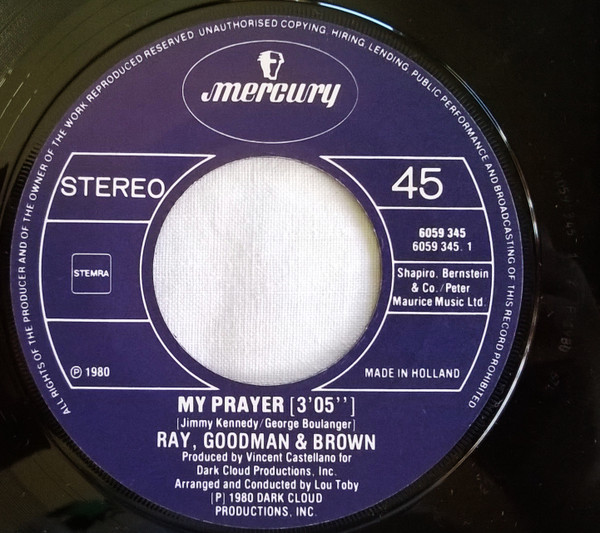 ALL RIGHTS OF THE PRODUCER AND OF THE OWNER OF THE WORK REPRODUCED RESERVED. UNAUTHORISED COPYING, HIRING, LENDING, PUBLIC PERFORMANCE AND BROADCASTING OF THIS RECORD PROHIBITED
mercury
STEREO
45
6059 345
6059 345. 1
STEMRA
Shapiro, Bernstein
& Co./Peter
Maurice Music Ltd.
℗ 1980
MADE IN HOLLAND
MY PRAYER [3'05'']
[Jimmy Kennedy/George Boulanger]
RAY, GOODMAN & BROWN
Produced by Vincent Castellano for
Dark Cloud Productions, Inc.
Arranged and Conducted by Lou Toby
[P] 1980 DARK CLOUD
PRODUCTIONS, INC.